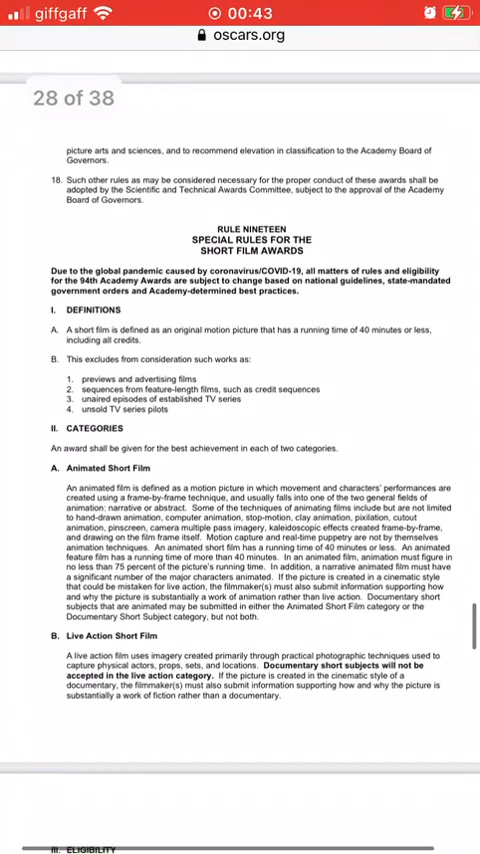 giffgaff 00:43
oscars.org
28 of 38
picture arts and sciences, and to recommend elevation in classification to the Academy Board of
Governors.
18. Such other rules as may be considered necessary for the proper conduct of these awards shall be
adopted by the Scientific and Technical Awards Committee, subject to the approval of the Academy
Board of Governors.
RULE NINETEEN
SPECIAL RULES FOR THE
SHORT FILM AWARDS
Due to the global pandemic caused by coronavirus/COVID-19, all matters of rules and eligibility
for the 94th Academy Awards are subject to change based on national guidelines, state-mandated
government orders and Academy-determined best practices.
I. DEFINITIONS
A. A short film is defined as an original motion picture that has a running time of 40 minutes or less,
including all credits.
B. This excludes from consideration such works as:
1. previews and advertising films
2. sequences from feature-length films, such as credit sequences
3. unaired episodes of established TV series
4. unsold TV series pilots
II. CATEGORIES
An award shall be given for the best achievement in each of two categories.
A. Animated Short Film
An animated film is defined as a motion picture in which movement and characters' performances are
created using a frame-by-frame technique, and usually falls into one of the two general fields of
animation: narrative or abstract. Some of the techniques of animating films include but are not limited
to hand-drawn animation, computer animation, stop-motion, clay animation, pixilation, cutout
animation, pinscreen, camera multiple pass imagery, kaleidoscopic effects created frame-by-frame,
and drawing on the film frame itself. Motion capture and real-time puppetry are not by themselves
animation techniques. An animated short film has a running time of 40 minutes or less. An animated
feature film has a running time of more than 40 minutes. In an animated film, animation must figure in
no less than 75 percent of the picture's running time. In addition, a narrative animated film must have
a significant number of the major characters animated. If the picture is created in a cinematic style
that could be mistaken for live action, the filmmaker(s) must also submit information supporting how
and why the picture is substantially a work of animation rather than live action. Documentary short
subjects that are animated may be submitted in either the Animated Short Film category or the
Documentary Short Subject category, but not both.
B. Live Action Short Film
A live action film uses imagery created primarily through practical photographic techniques used to
capture physical actors, props, sets, and locations. Documentary short subjects will not be
accepted in the live action category. If the picture is created in the cinematic style of a
documentary, the filmmaker(s) must also submit information supporting how and why the picture is
substantially a work of fiction rather than a documentary.
III. ELIGIBILITY